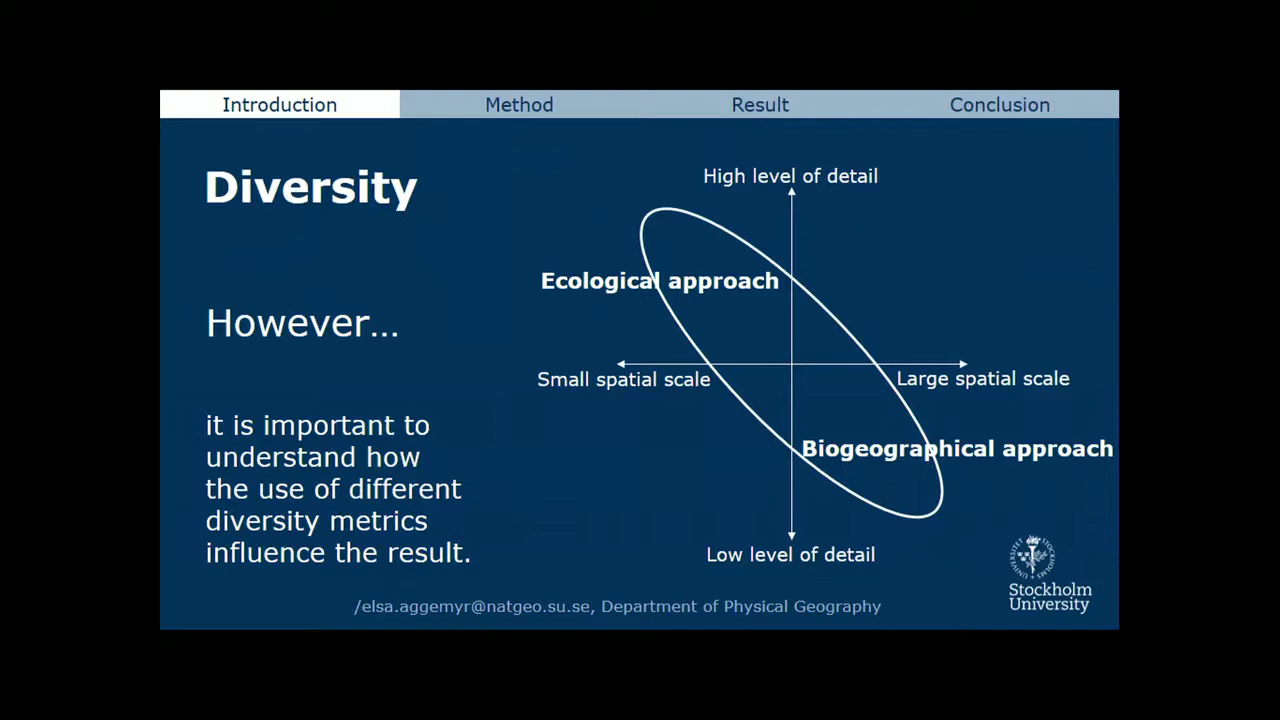 Introduction
Method
Result
Conclusion
Diversity
However…
it is important to
understand how
the use of different
diversity metrics
influence the result.
High level of detail
Ecological approach
Small spatial scale
Large spatial scale
Biogeographical approach
Low level of detail
Stockholm
University
/elsa.aggemyr@natgeo.su.se, Department of Physical Geography